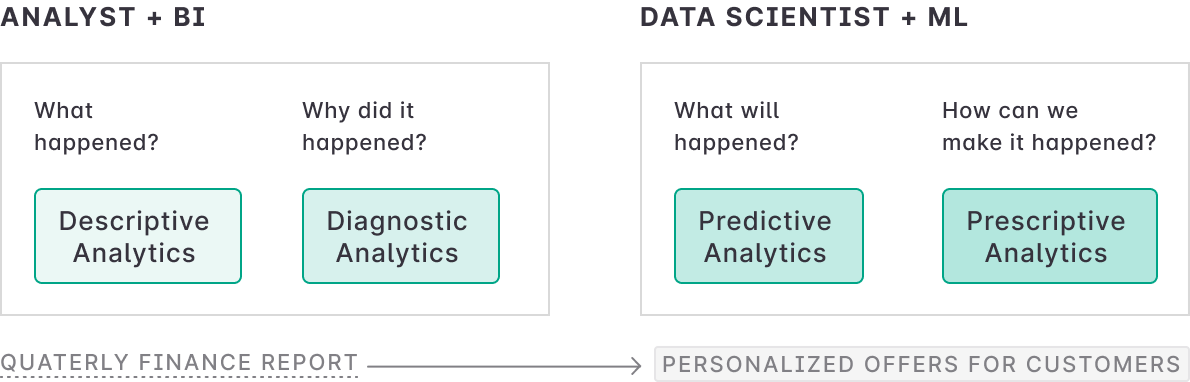 ANALYST + BI
What
happened?
Why did it
happened?
Descriptive
Analytics
Diagnostic
Analytics
DATA SCIENTIST + ML
What will
happened?
How can we
make it happened?
Predictive
Analytics
Prescriptive
Analytics
QUATERLY FINANCE REPORT
PERSONALIZED OFFERS FOR CUSTOMERS